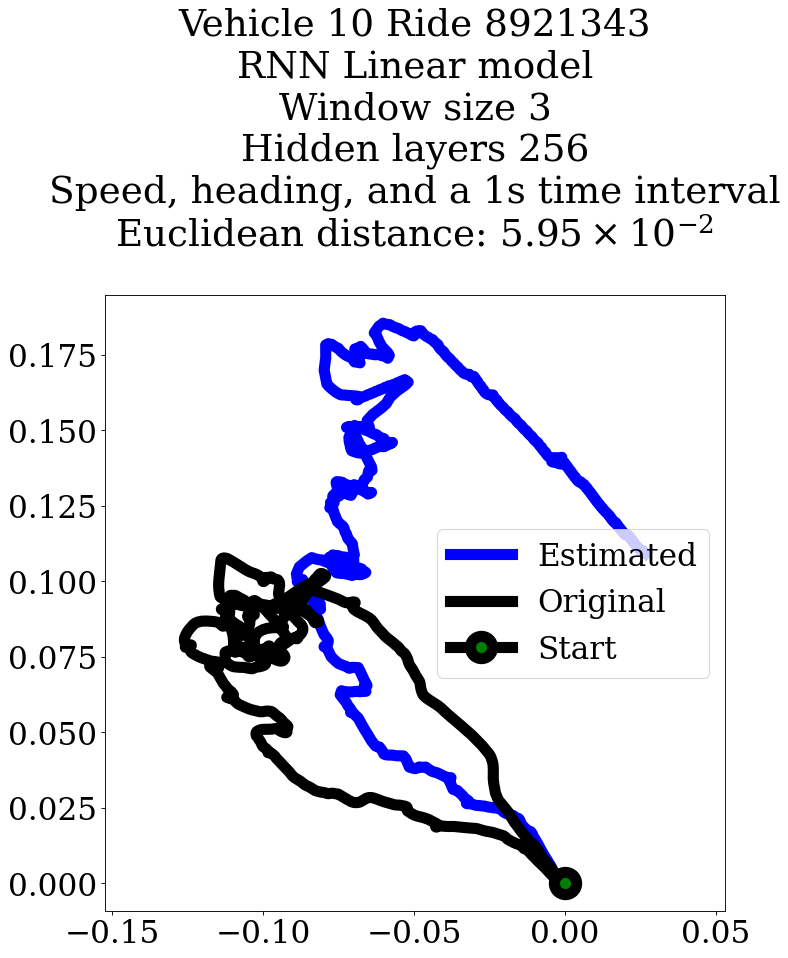 Vehicle 10 Ride 8921343
RNN Linear model
Window size 3
Hidden layers 256
Speed, heading, and a 1s time interval
Euclidean distance: 5.95 × 10⁻²
0.175
0.150
0.125
0.100
0.075
0.050
0.025
0.000
Estimated
Original
Start
−0.15 −0.10 −0.05 0.00 0.05